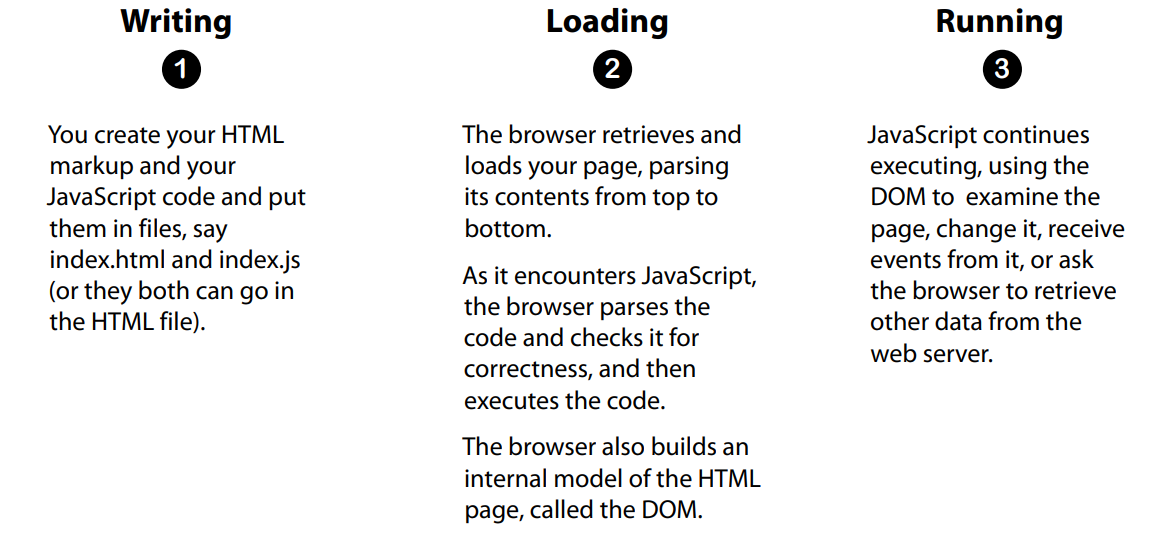 Writing
1
You create your HTML
markup and your
JavaScript code and put
them in files, say
index.html and index.js
(or they both can go in
the HTML file).
Loading
2
The browser retrieves and
loads your page, parsing
its contents from top to
bottom.
As it encounters JavaScript,
the browser parses the
code and checks it for
correctness, and then
executes the code.
The browser also builds an
internal model of the HTML
page, called the DOM.
Running
3
JavaScript continues
executing, using the
DOM to  examine the
page, change it, receive
events from it, or ask
the browser to retrieve
other data from the
web server.